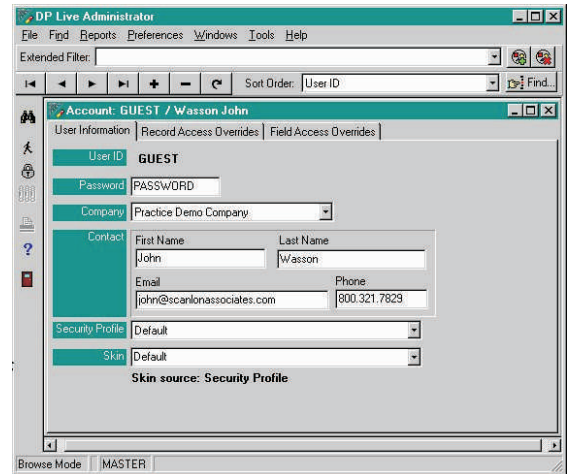 DP Live Administrator
File Find Reports Preferences Windows Tools Help
Extended Filter:
Sort Order: User ID Find...
Account: GUEST / Wasson John
User Information Record Access Overrides Field Access Overrides
User ID GUEST
Password PASSWORD
Company Practice Demo Company
Contact First Name Last Name
John Wasson
Email Phone
john@scanlonassociates.com 800.321.7829
Security Profile Default
Skin Default
Skin source: Security Profile
Browse Mode MASTER